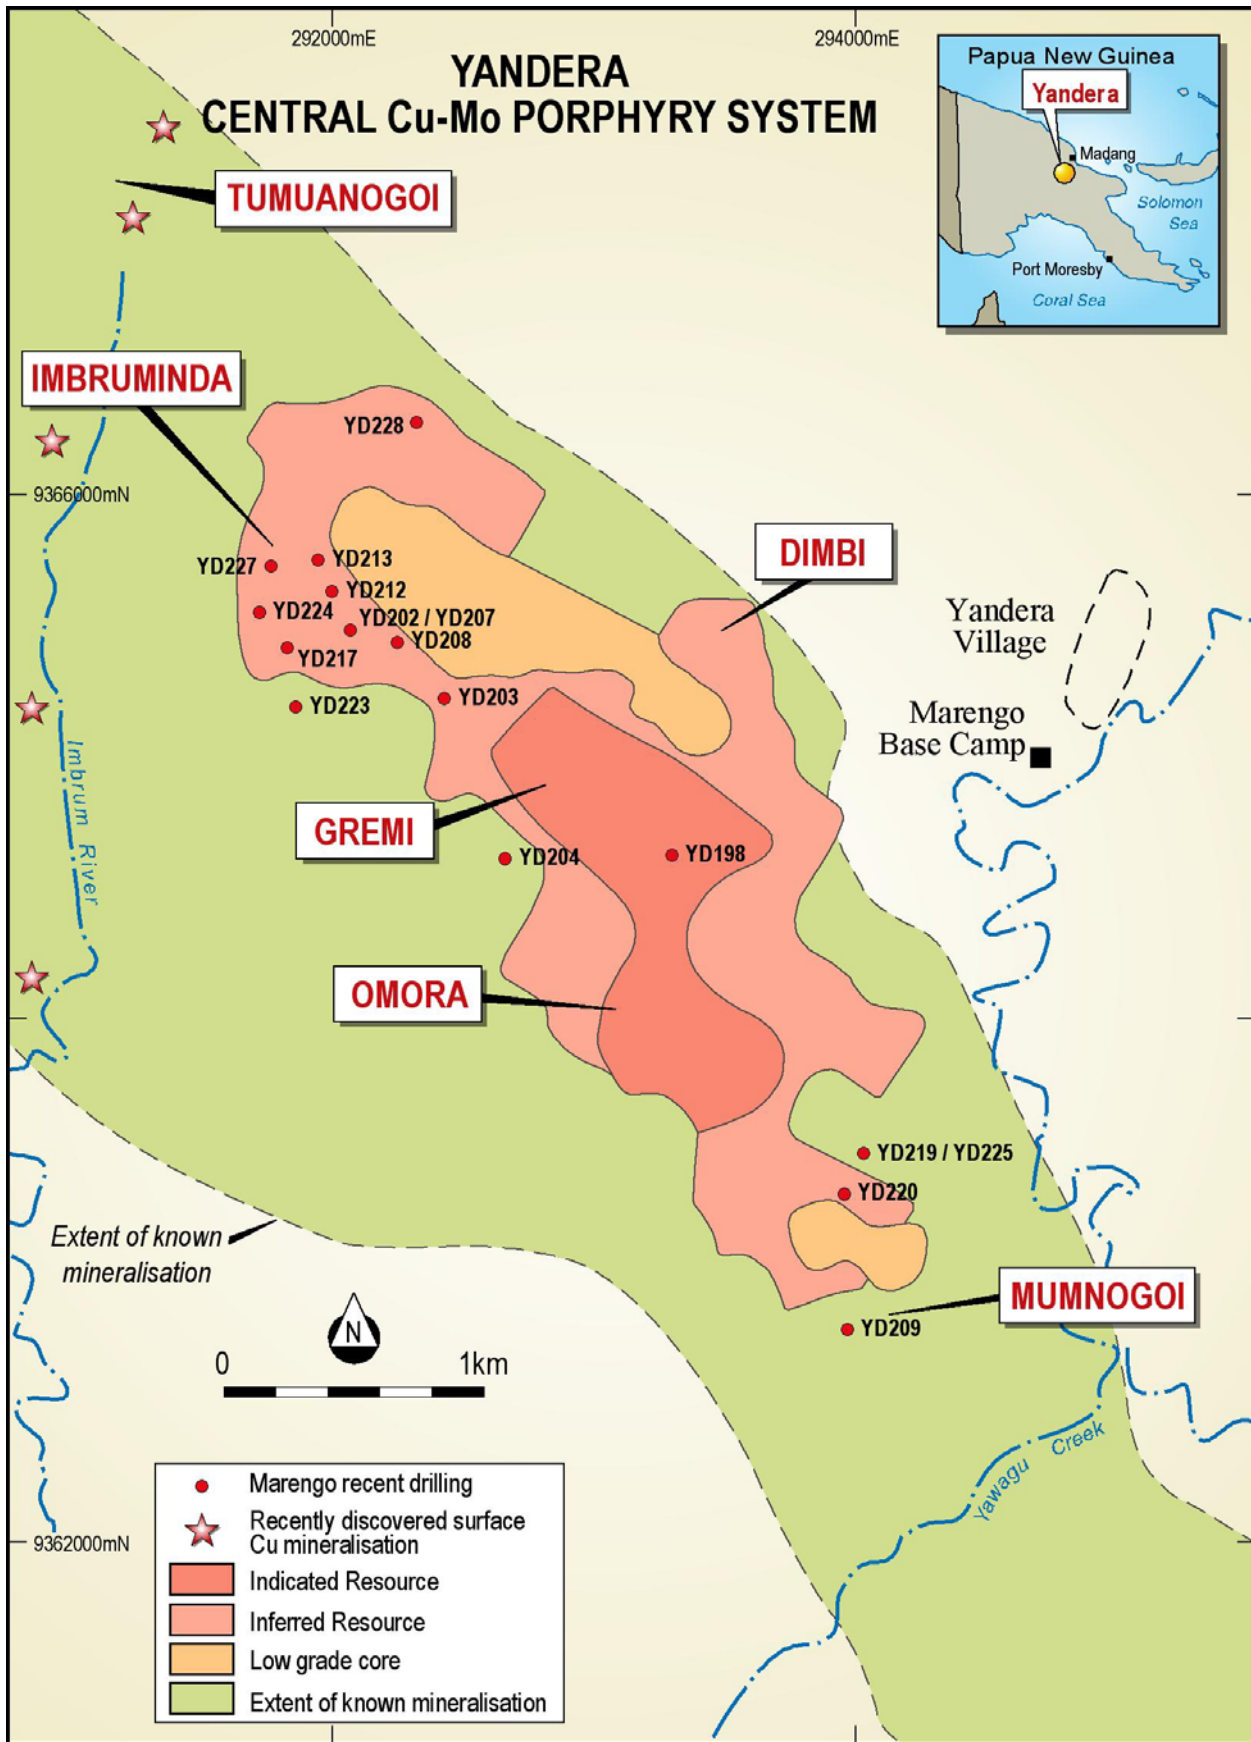 292000mE
294000mE
YANDERA
CENTRAL Cu-Mo PORPHYRY SYSTEM
Papua New Guinea
Yandera
Madang
Solomon
Sea
Port Moresby
Coral Sea
TUMUANOGOI
IMBRUMINDA
YD228
9366000mN
DIMBI
YD213
YD227
YD212
YD224
YD202 / YD207
YD208
YD217
YD203
YD223
Yandera
Village
Marengo
Base Camp
Imbrum River
GREMI
YD204
YD198
OMORA
YD219 / YD225
YD220
Extent of known
mineralisation
MUMNOGOI
YD209
N
0
1km
Yawagu Creek
Marengo recent drilling
Recently discovered surface
Cu mineralisation
9362000mN
Indicated Resource
Inferred Resource
Low grade core
Extent of known mineralisation